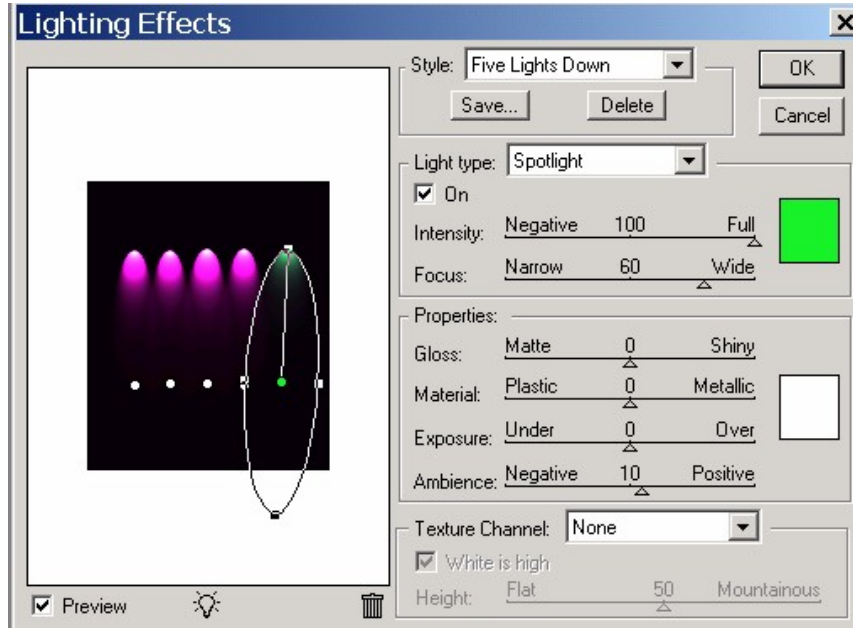 Lighting Effects
Style: Five Lights Down
OK
Save... Delete
Cancel
Light type: Spotlight
On
Intensity: Negative 100 Full
Focus: Narrow 60 Wide
Properties:
Gloss: Matte 0 Shiny
Material: Plastic 0 Metallic
Exposure: Under 0 Over
Ambience: Negative 10 Positive
Texture Channel: None
White is high
Height: Flat 50 Mountainous
Preview